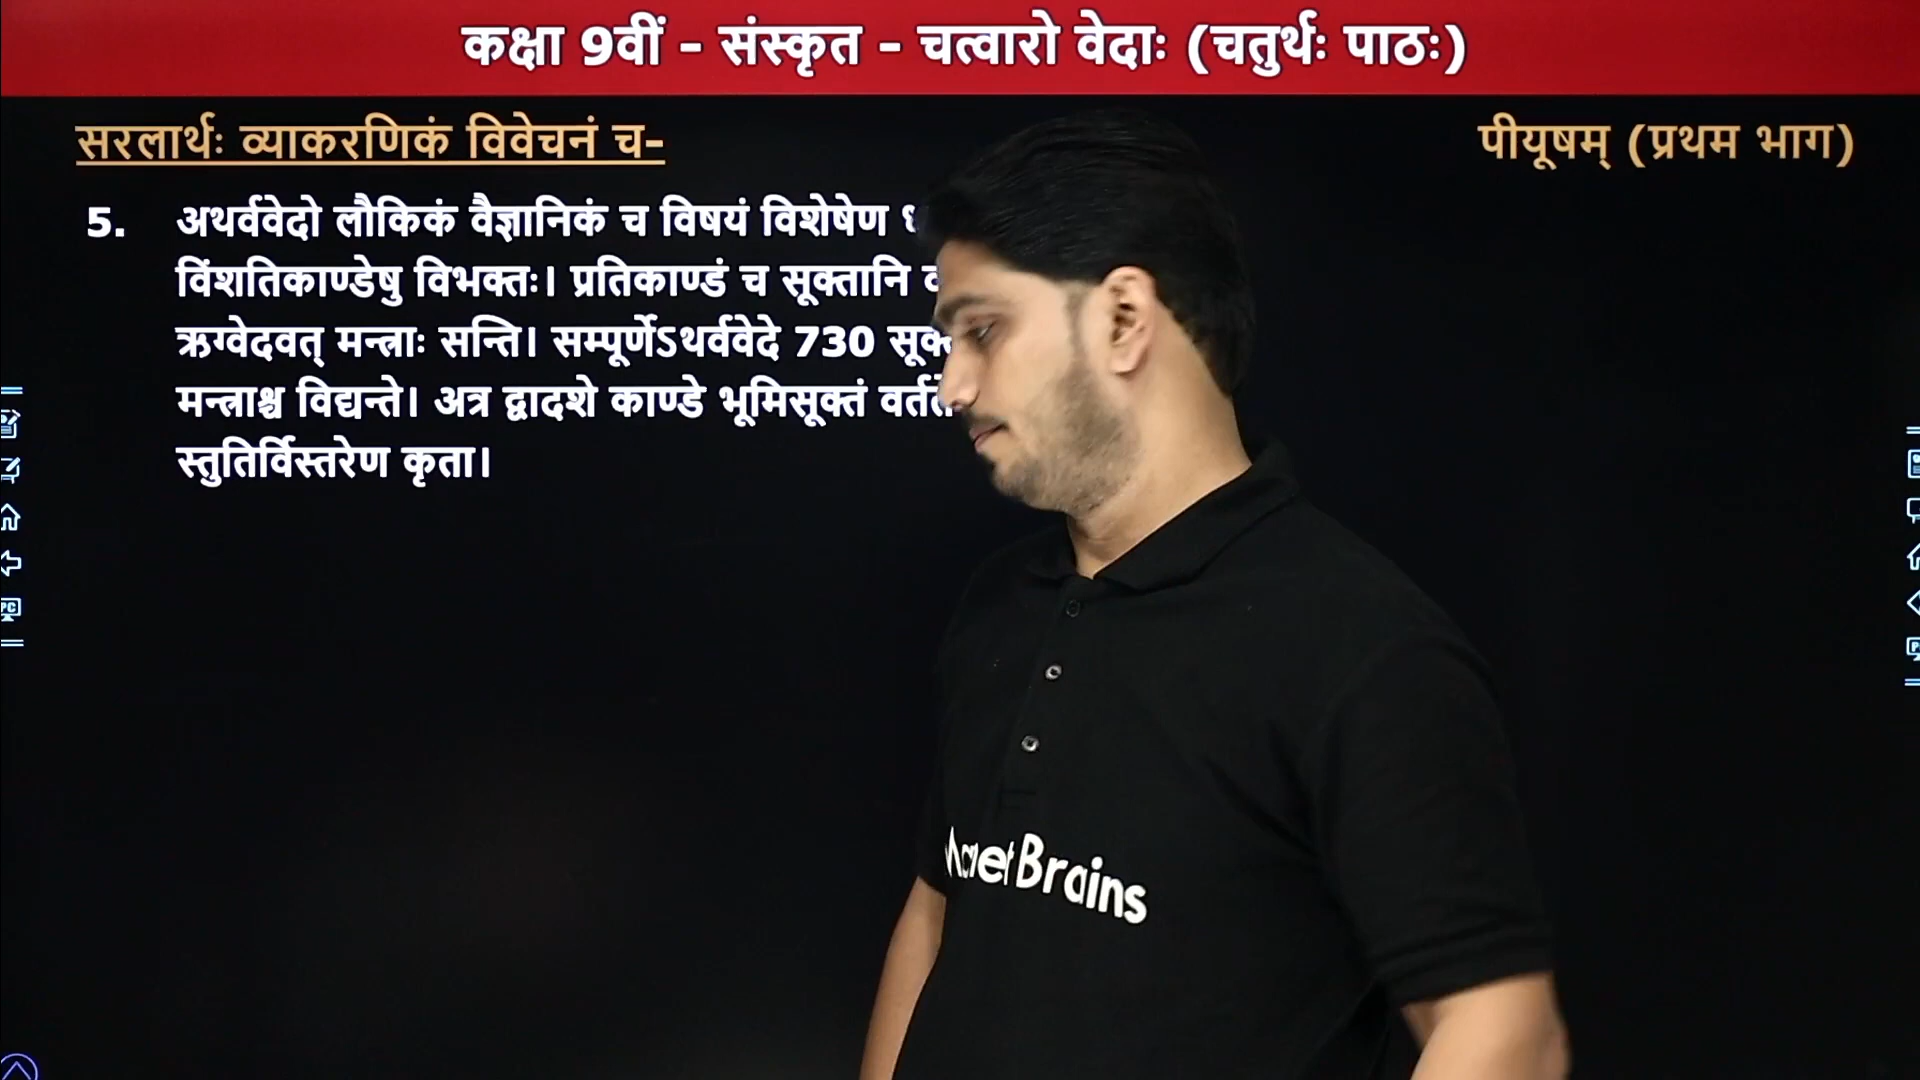 कक्षा 9वीं - संस्कृत - चत्वारो वेदाः (चतुर्थः पाठः)
सरलार्थः व्याकरणिकं विवेचनं च-
पीयूषम् (प्रथम भाग)
5. अथर्ववेदो लौकिकं वैज्ञानिकं च विषयं विशेषेण
विंशतिकाण्डेषु विभक्तः। प्रतिकाण्डं च सूक्तानि
ऋग्वेदवत् मन्त्राः सन्ति। सम्पूर्णेऽथर्ववेदे 730
मन्त्राश्च विद्यन्ते। अत्र द्वादशे काण्डे भूमिसूक्तं
स्तुतिर्विस्तरेण कृता।
Brains